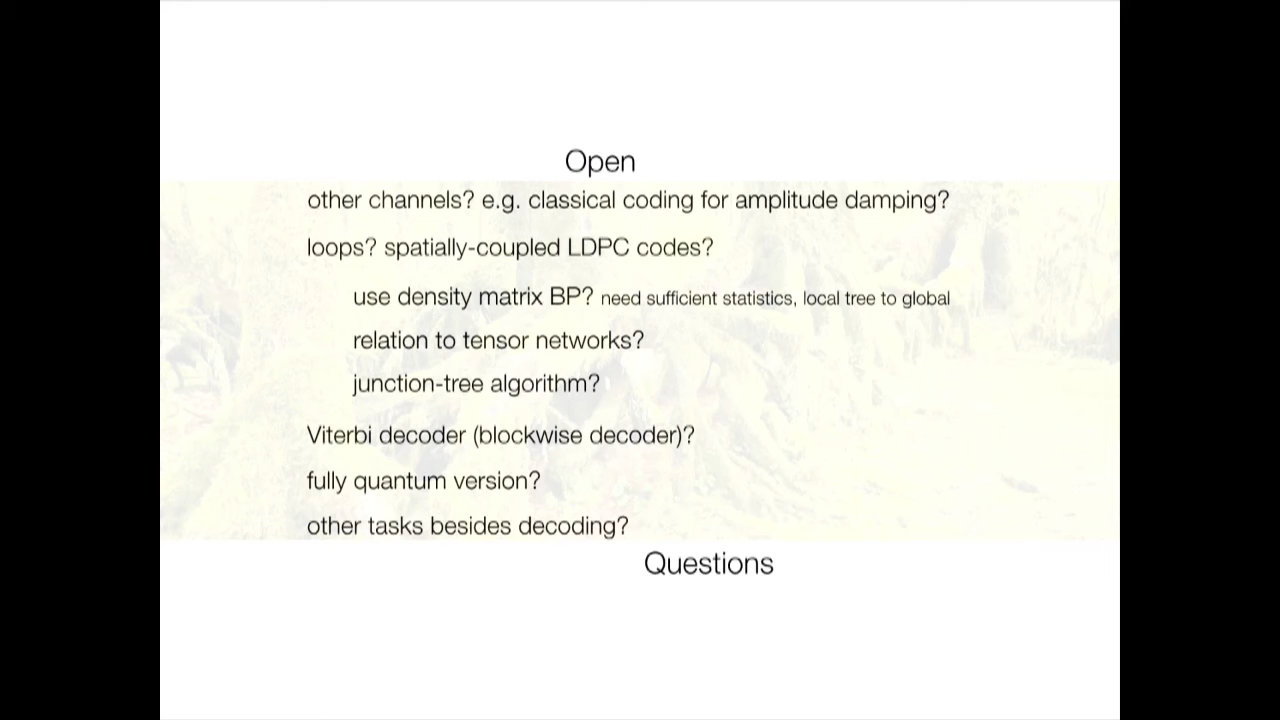 Open
other channels? e.g. classical coding for amplitude damping?
loops? spatially-coupled LDPC codes?
use density matrix BP? need sufficient statistics, local tree to global
relation to tensor networks?
junction-tree algorithm?
Viterbi decoder (blockwise decoder)?
fully quantum version?
other tasks besides decoding?
Questions